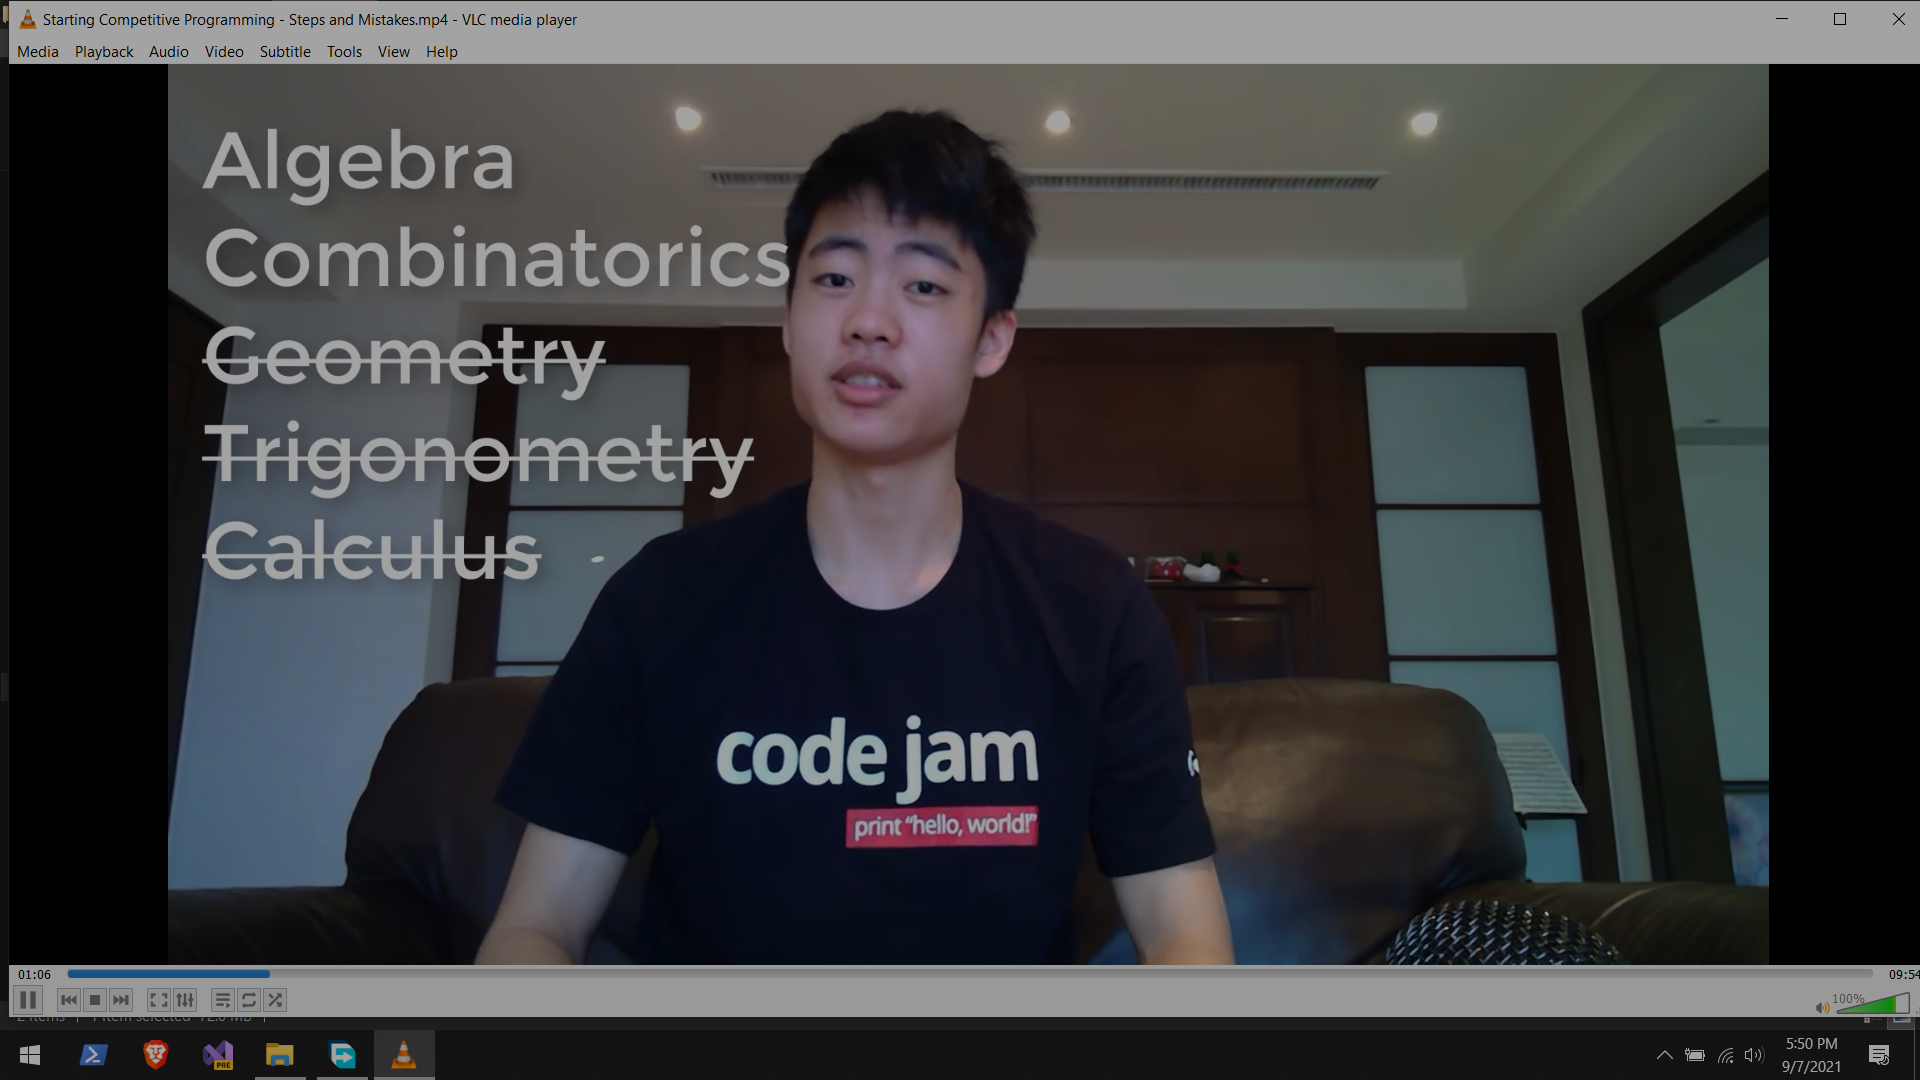 Starting Competitive Programming - Steps and Mistakes.mp4 - VLC media player
Media Playback Audio Video Subtitle Tools View Help
Algebra
Combinatorics
Geometry
Trigonometry
Calculus
code jam
print "hello, world!"
01:06
09:54
100%
PRE
5:50 PM
9/7/2021